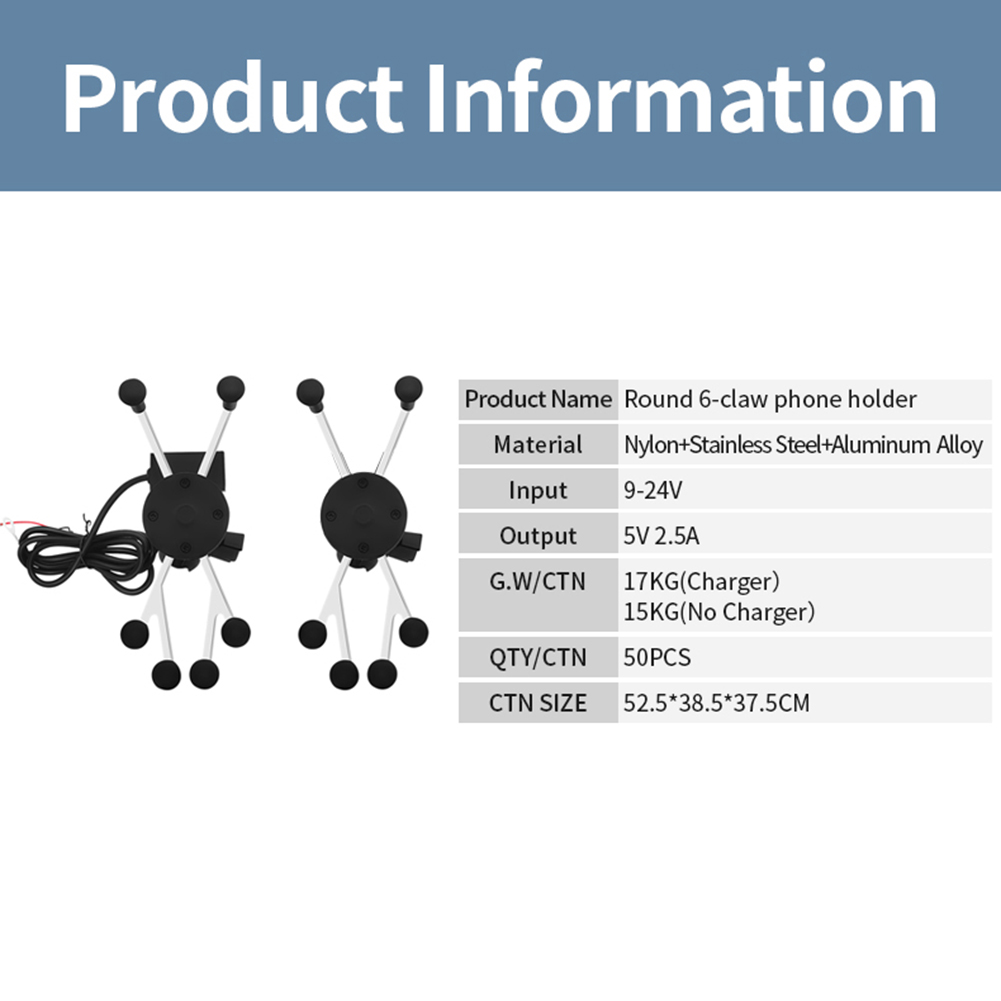 Product Information
Product Name Round 6-claw phone holder
Material Nylon+Stainless Steel+Aluminum Alloy
Input 9-24V
Output 5V 2.5A
G.W/CTN 17KG(Charger）
15KG(No Charger）
QTY/CTN 50PCS
CTN SIZE 52.5*38.5*37.5CM